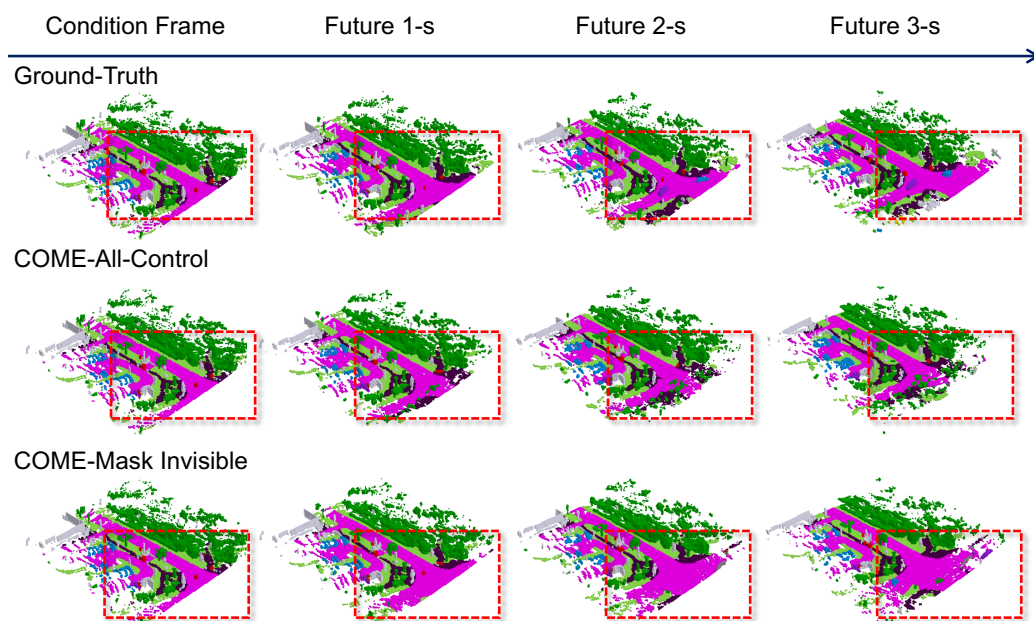 Condition Frame Future 1-s Future 2-s Future 3-s
Ground-Truth
COME-All-Control
COME-Mask Invisible